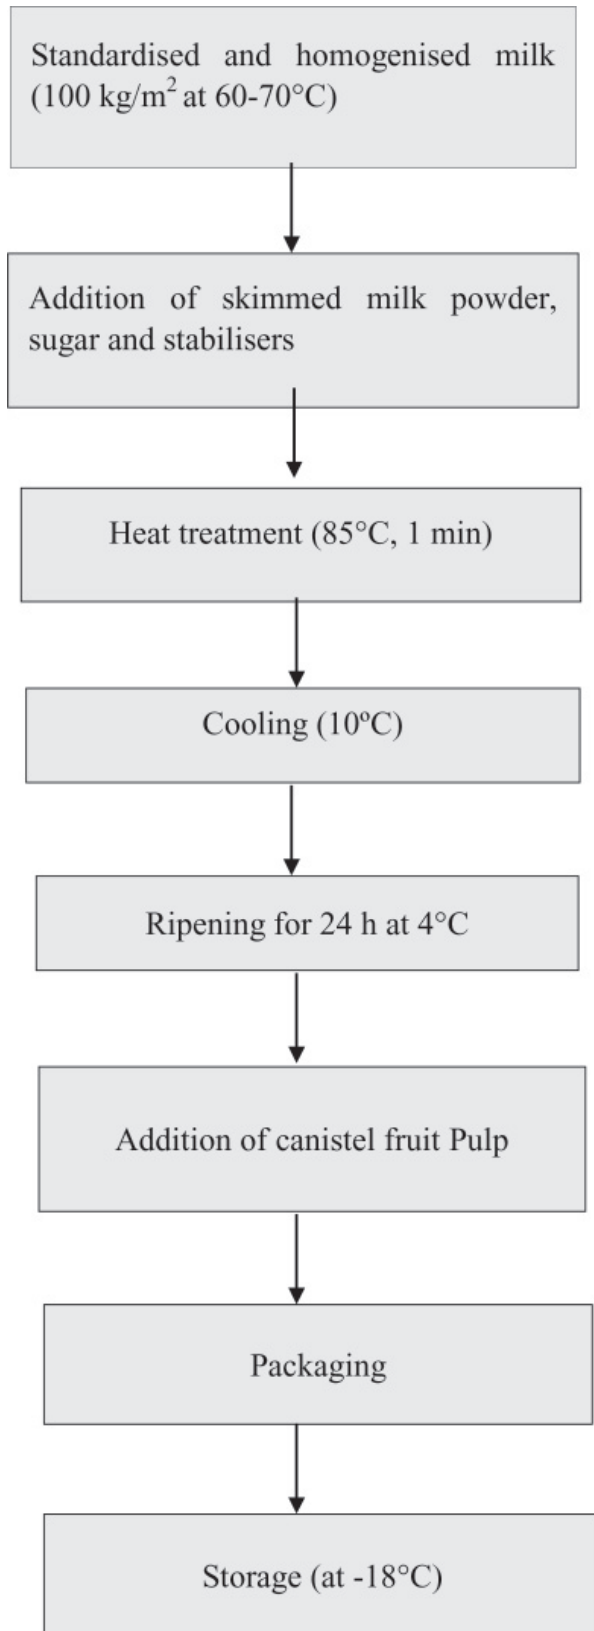 Standardised and homogenised milk
(100 kg/m² at 60-70°C)
Addition of skimmed milk powder,
sugar and stabilisers
Heat treatment (85°C, 1 min)
Cooling (10ºC)
Ripening for 24 h at 4°C
Addition of canistel fruit Pulp
Packaging
Storage (at -18°C)